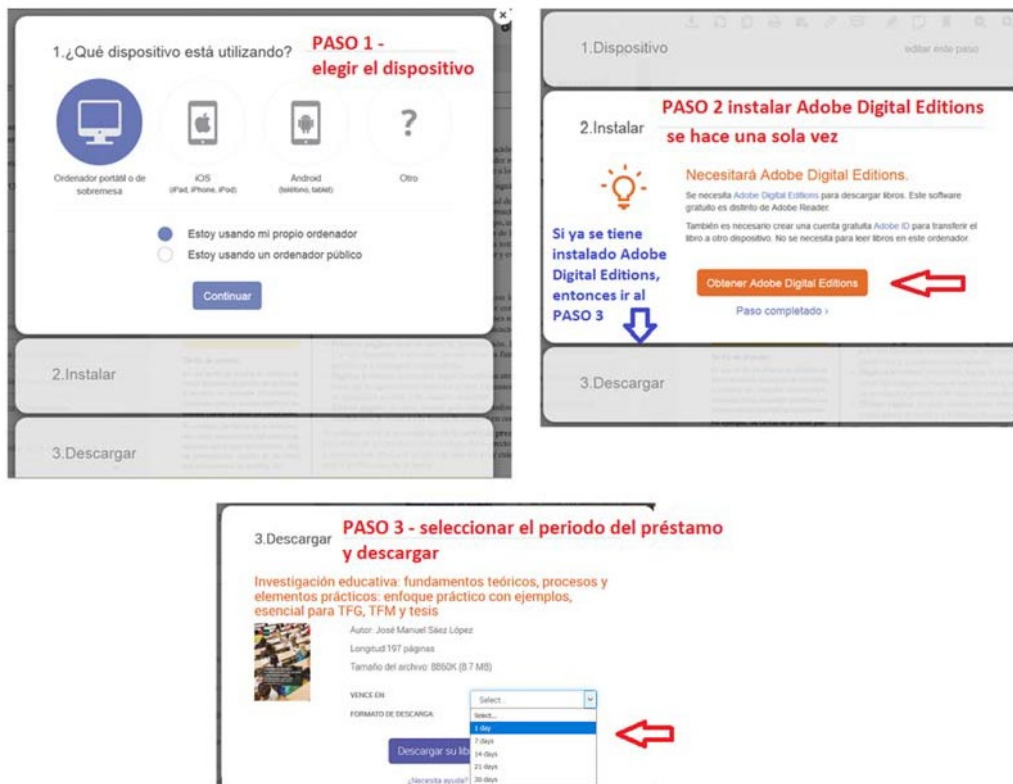 1.¿Qué dispositivo está utilizando?
PASO 1 -
elegir el dispositivo
Ordenador portátil o de
sobremesa
iOS
(iPad, iPhone, iPod)
Android
(teléfono, tablet)
?
Otro
Estoy usando mi propio ordenador
Estoy usando un ordenador público
Continuar
2.Instalar
3.Descargar
1.Dispositivo
editar este paso
PASO 2 instalar Adobe Digital Editions
se hace una sola vez
2.Instalar
Necesitará Adobe Digital Editions.
Se necesita Adobe Digital Editions para descargar libros. Este software
gratuito es distinto de Adobe Reader.
También es necesario crear una cuenta gratuita Adobe ID para transferir el
libro a otro dispositivo. No se necesita para leer libros en este ordenador.
Si ya se tiene
instalado Adobe
Digital Editions,
entonces ir al
PASO 3
Obtener Adobe Digital Editions
Paso completado ›
3.Descargar
3.Descargar
PASO 3 - seleccionar el periodo del préstamo
y descargar
Investigación educativa: fundamentos teóricos, procesos y
elementos prácticos: enfoque práctico con ejemplos,
esencial para TFG, TFM y tesis
Autor: José Manuel Sáez López
Longitud:197 páginas
Tamaño del archivo: 8860K (8.7 MB)
VENCE EN
Select...
FORMATO DE DESCARGA
Select...
1 day
7 days
14 days
21 days
30 days
Descargar su lib
¿Necesita ayuda?